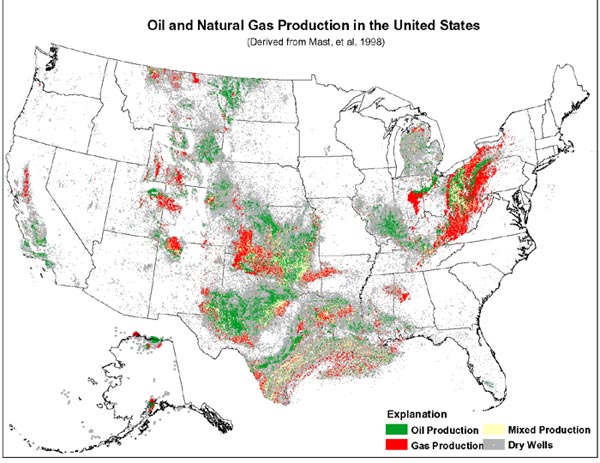 Oil and Natural Gas Production in the United States
(Derived from Mast, et al, 1998)
Explanation
Oil Production
Mixed Production
Gas Production
Dry Wells